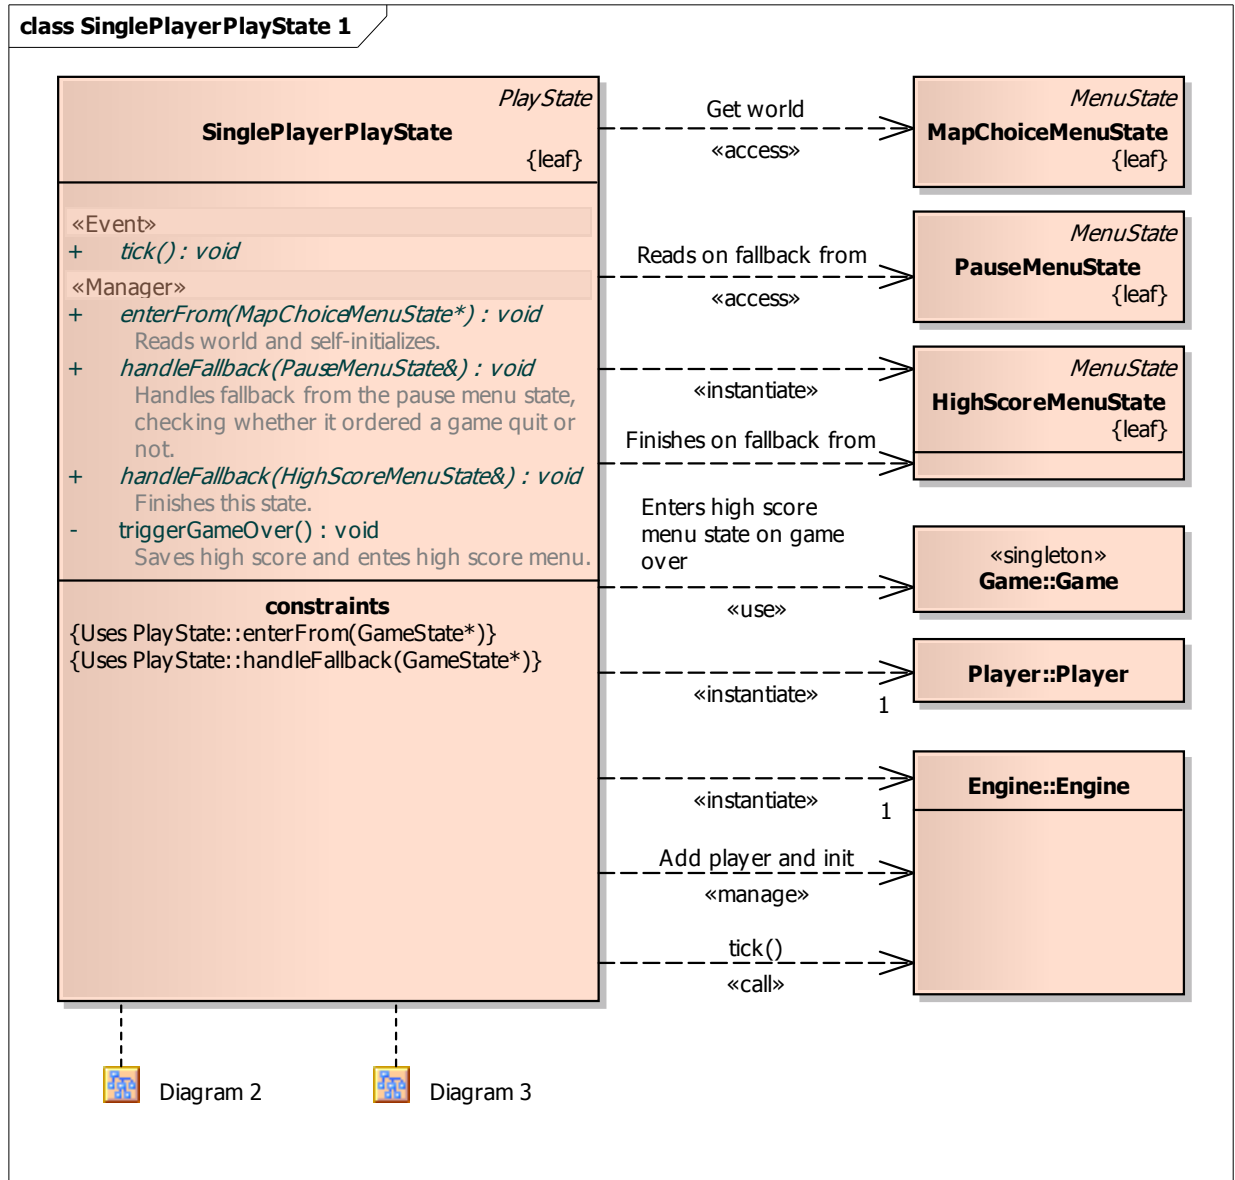 class SinglePlayerPlayState 1
PlayState
SinglePlayerPlayState
{leaf}
«Event»
+ tick() : void
«Manager»
+ enterFrom(MapChoiceMenuState*) : void
Reads world and self-initializes.
+ handleFallback(PauseMenuState&) : void
Handles fallback from the pause menu state,
checking whether it ordered a game quit or
not.
+ handleFallback(HighScoreMenuState&) : void
Finishes this state.
- triggerGameOver() : void
Saves high score and entes high score menu.
constraints
{Uses PlayState::enterFrom(GameState*)}
{Uses PlayState::handleFallback(GameState*)}
Get world
«access»
Reads on fallback from
«access»
«instantiate»
Finishes on fallback from
Enters high score
menu state on game
over
«use»
«instantiate»
1
«instantiate»
1
Add player and init
«manage»
tick()
«call»
MenuState
MapChoiceMenuState
{leaf}
MenuState
PauseMenuState
{leaf}
MenuState
HighScoreMenuState
{leaf}
«singleton»
Game::Game
Player::Player
Engine::Engine
Diagram 2
Diagram 3